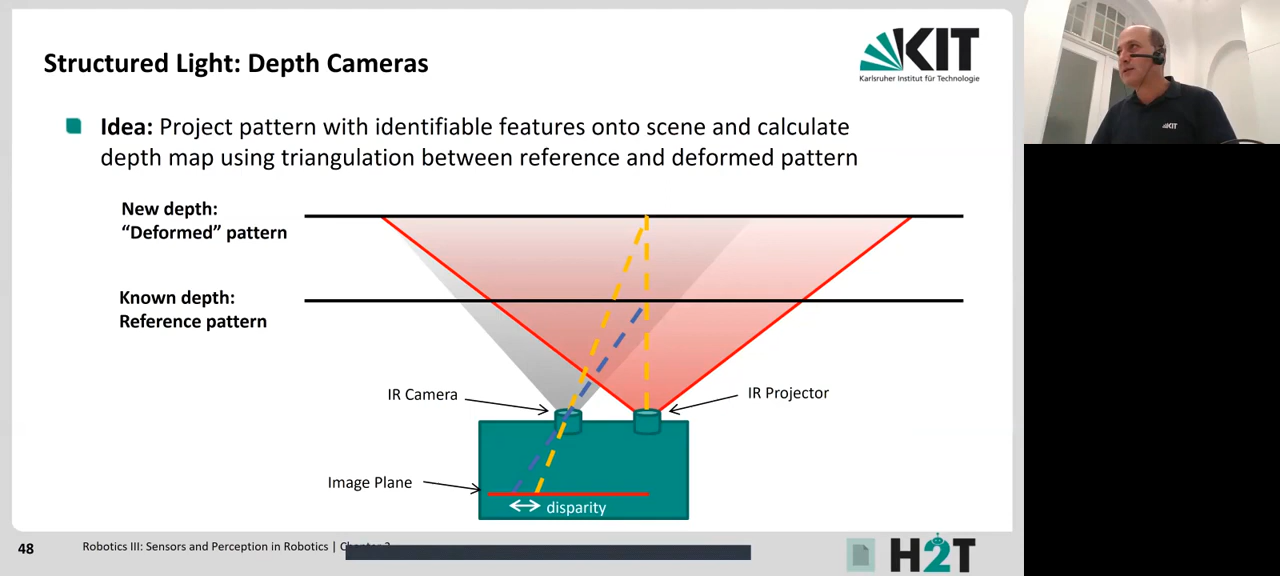 Structured Light: Depth Cameras
KIT
Karlsruher Institut für Technologie
Idea: Project pattern with identifiable features onto scene and calculate
depth map using triangulation between reference and deformed pattern
New depth:
“Deformed” pattern
Known depth:
Reference pattern
IR Camera
IR Projector
Image Plane
disparity
48
Robotics III: Sensors and Perception in Robotics |
H2T
KIT